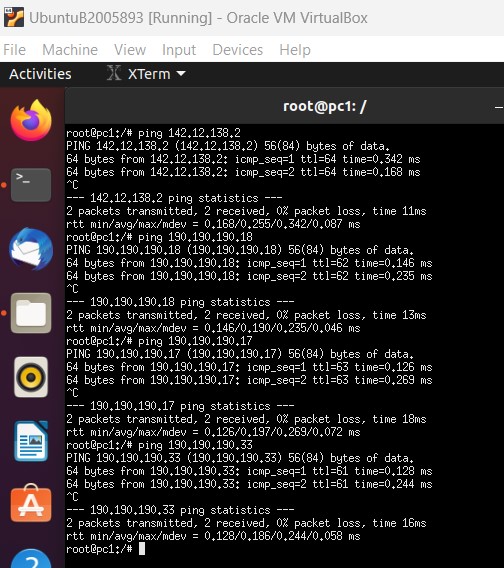 UbuntuB2005893 [Running] - Oracle VM VirtualBox
File Machine View Input Devices Help
Activities XTerm
root@pc1: /
root@pc1:/# ping 142.12.138.2
PING 142.12.138.2 (142.12.138.2) 56(84) bytes of data.
64 bytes from 142.12.138.2: icmp_seq=1 ttl=64 time=0.342 ms
64 bytes from 142.12.138.2: icmp_seq=2 ttl=64 time=0.168 ms
^C
--- 142.12.138.2 ping statistics ---
2 packets transmitted, 2 received, 0% packet loss, time 11ms
rtt min/avg/max/mdev = 0.168/0.255/0.342/0.087 ms
root@pc1:/# ping 190.190.190.18
PING 190.190.190.18 (190.190.190.18) 56(84) bytes of data.
64 bytes from 190.190.190.18: icmp_seq=1 ttl=62 time=0.146 ms
64 bytes from 190.190.190.18: icmp_seq=2 ttl=62 time=0.235 ms
^C
--- 190.190.190.18 ping statistics ---
2 packets transmitted, 2 received, 0% packet loss, time 13ms
rtt min/avg/max/mdev = 0.146/0.190/0.235/0.046 ms
root@pc1:/# ping 190.190.190.17
PING 190.190.190.17 (190.190.190.17) 56(84) bytes of data.
64 bytes from 190.190.190.17: icmp_seq=1 ttl=63 time=0.126 ms
64 bytes from 190.190.190.17: icmp_seq=2 ttl=63 time=0.269 ms
^C
--- 190.190.190.17 ping statistics ---
2 packets transmitted, 2 received, 0% packet loss, time 18ms
rtt min/avg/max/mdev = 0.126/0.197/0.269/0.072 ms
root@pc1:/# ping 190.190.190.33
PING 190.190.190.33 (190.190.190.33) 56(84) bytes of data.
64 bytes from 190.190.190.33: icmp_seq=1 ttl=61 time=0.128 ms
64 bytes from 190.190.190.33: icmp_seq=2 ttl=61 time=0.244 ms
^C
--- 190.190.190.33 ping statistics ---
2 packets transmitted, 2 received, 0% packet loss, time 16ms
rtt min/avg/max/mdev = 0.128/0.186/0.244/0.058 ms
root@pc1:/#